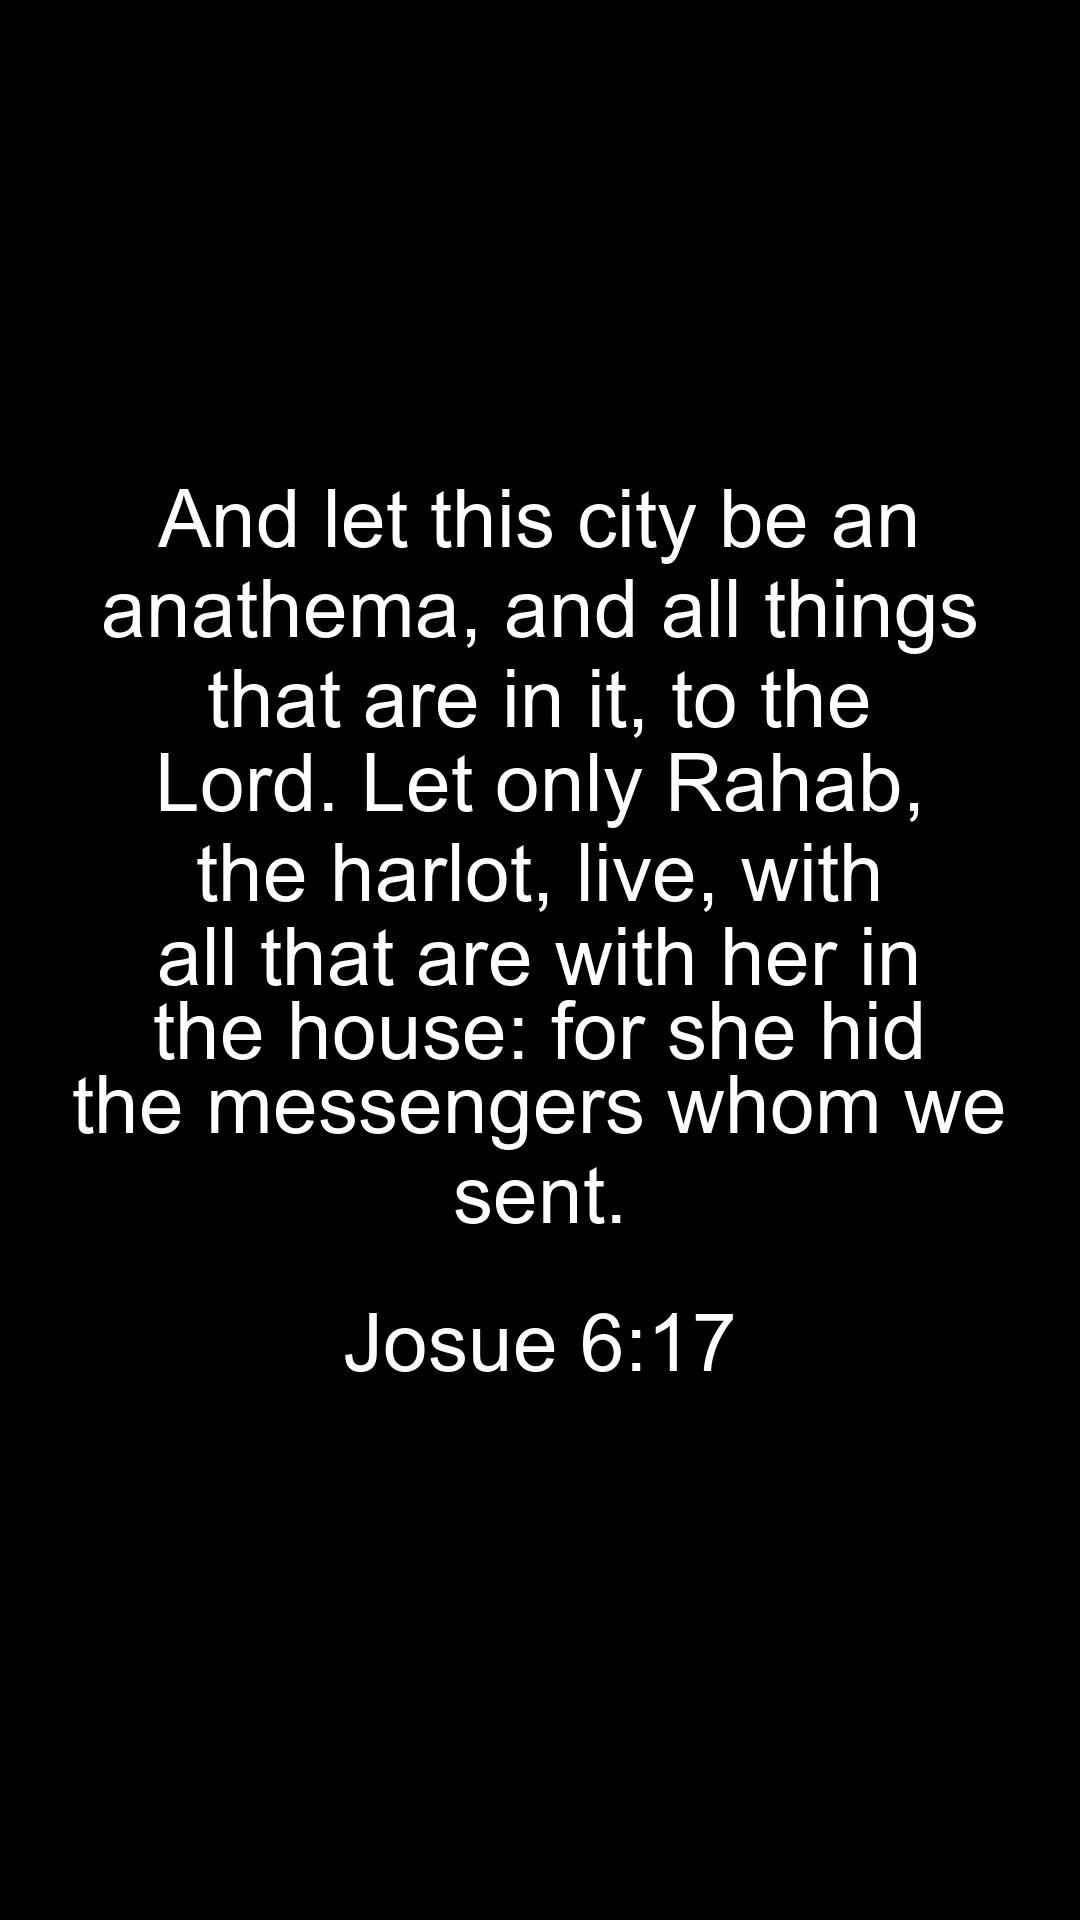 And let this city be an
anathema, and all things
that are in it, to the
Lord. Let only Rahab,
the harlot, live, with
all that are with her in
the house: for she hid
the messengers whom we
sent.
Josue 6:17